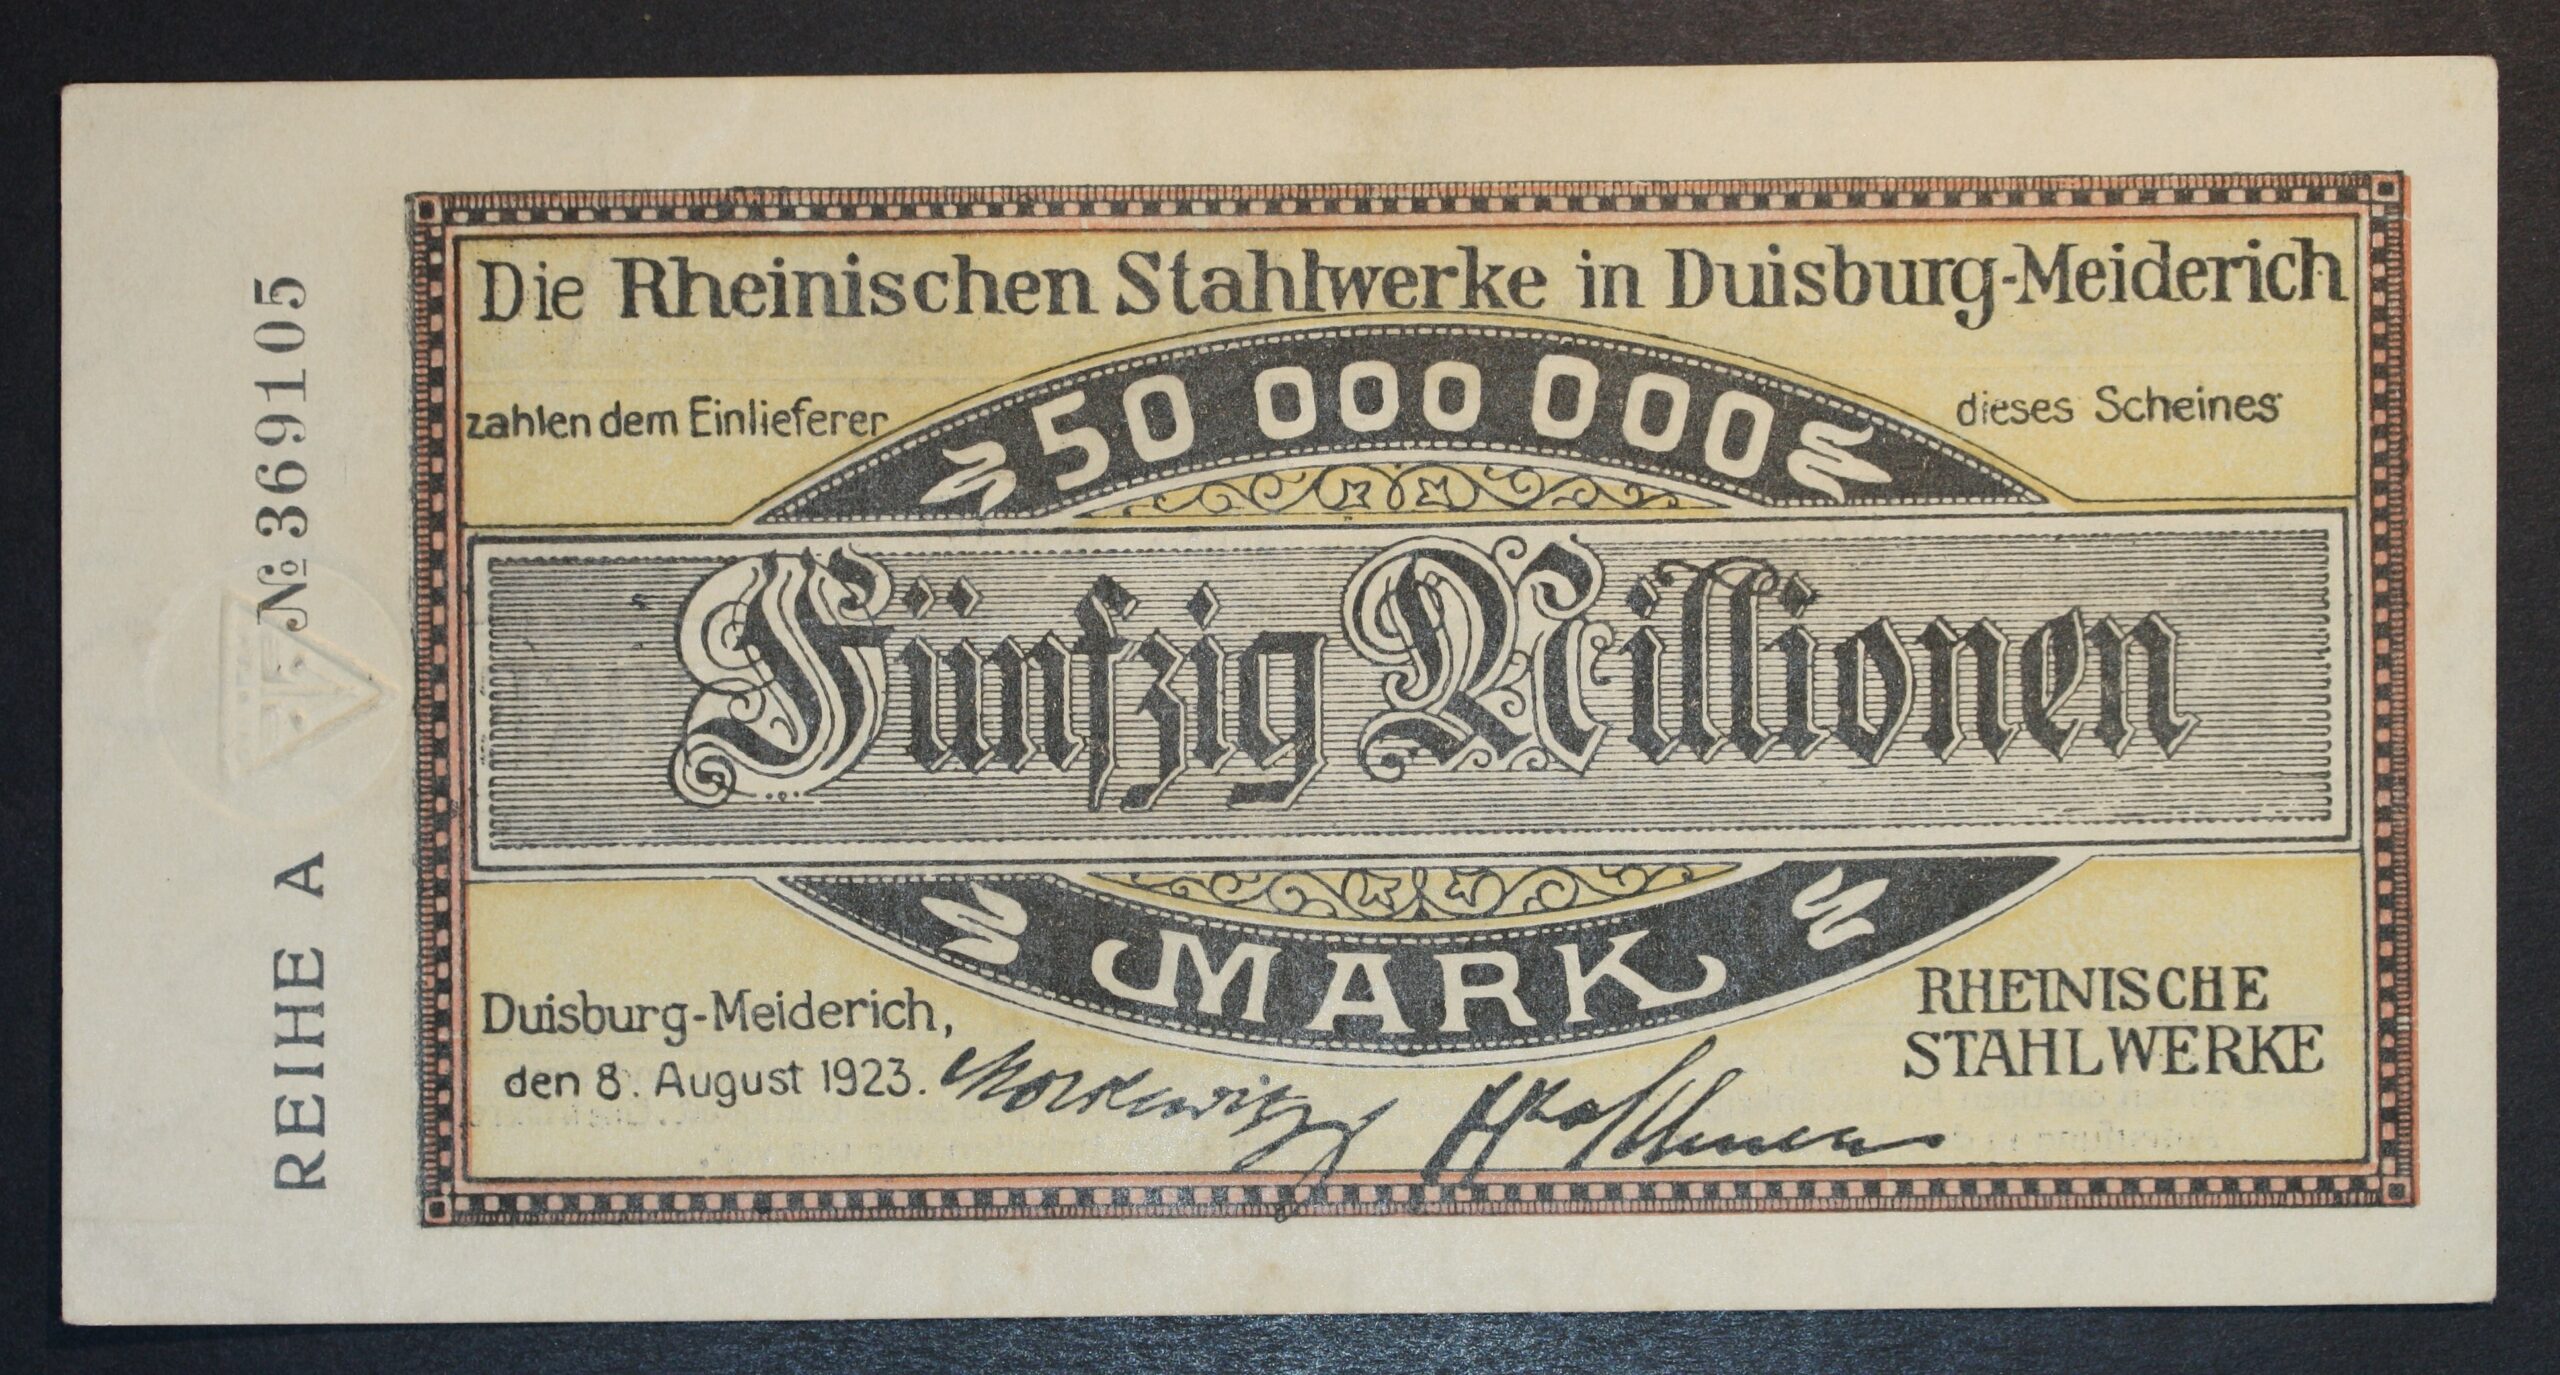 Die Rheinischen Stahlwerke in Duisburg-Meiderich
zahlen dem Einlieferer
50 000 000
dieses Scheines
Fünfzig Millionen
MARK
Duisburg-Meiderich,
den 8. August 1923.
RHEINISCHE
STAHLWERKE
REIHE A
№ 369105